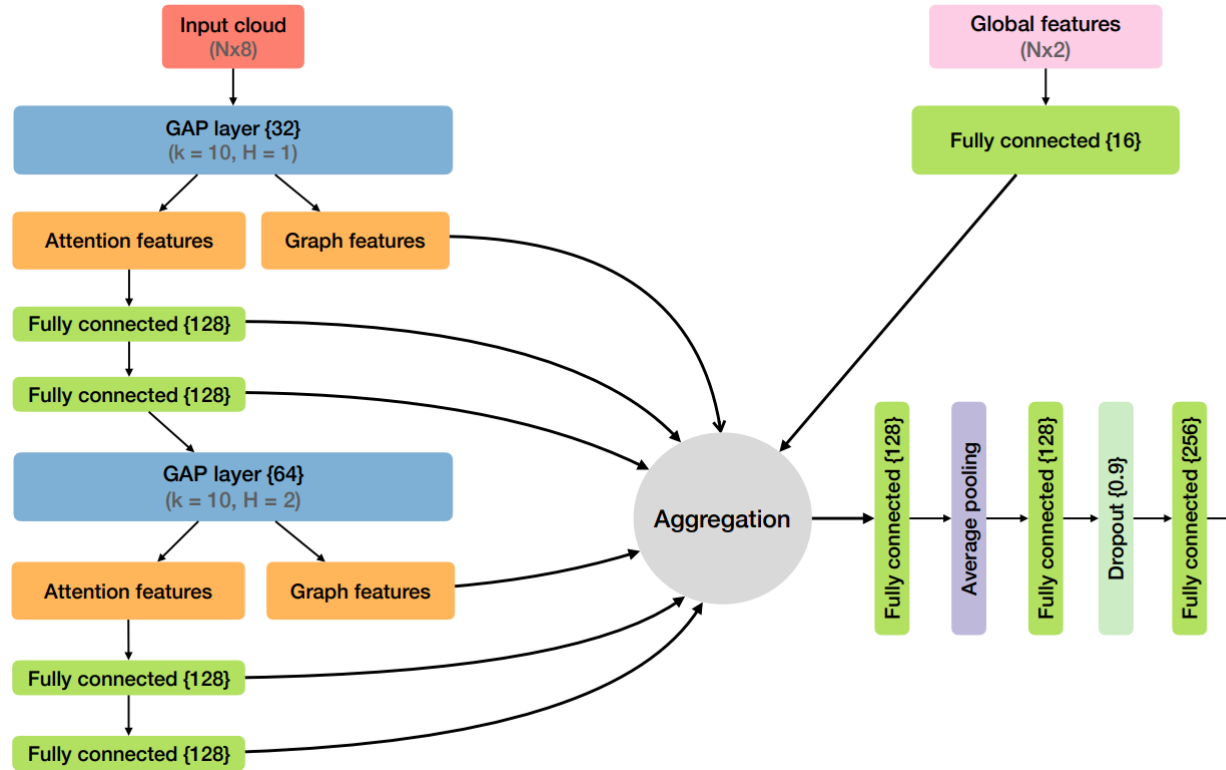 Input cloud
(Nx8)
Global features
(Nx2)
GAP layer {32}
(k = 10, H = 1)
Fully connected {16}
Attention features
Graph features
Fully connected {128}
Fully connected {128}
GAP layer {64}
(k = 10, H = 2)
Attention features
Graph features
Fully connected {128}
Fully connected {128}
Aggregation
Fully connected {128}
Average pooling
Fully connected {128}
Dropout {0.9}
Fully connected {256}